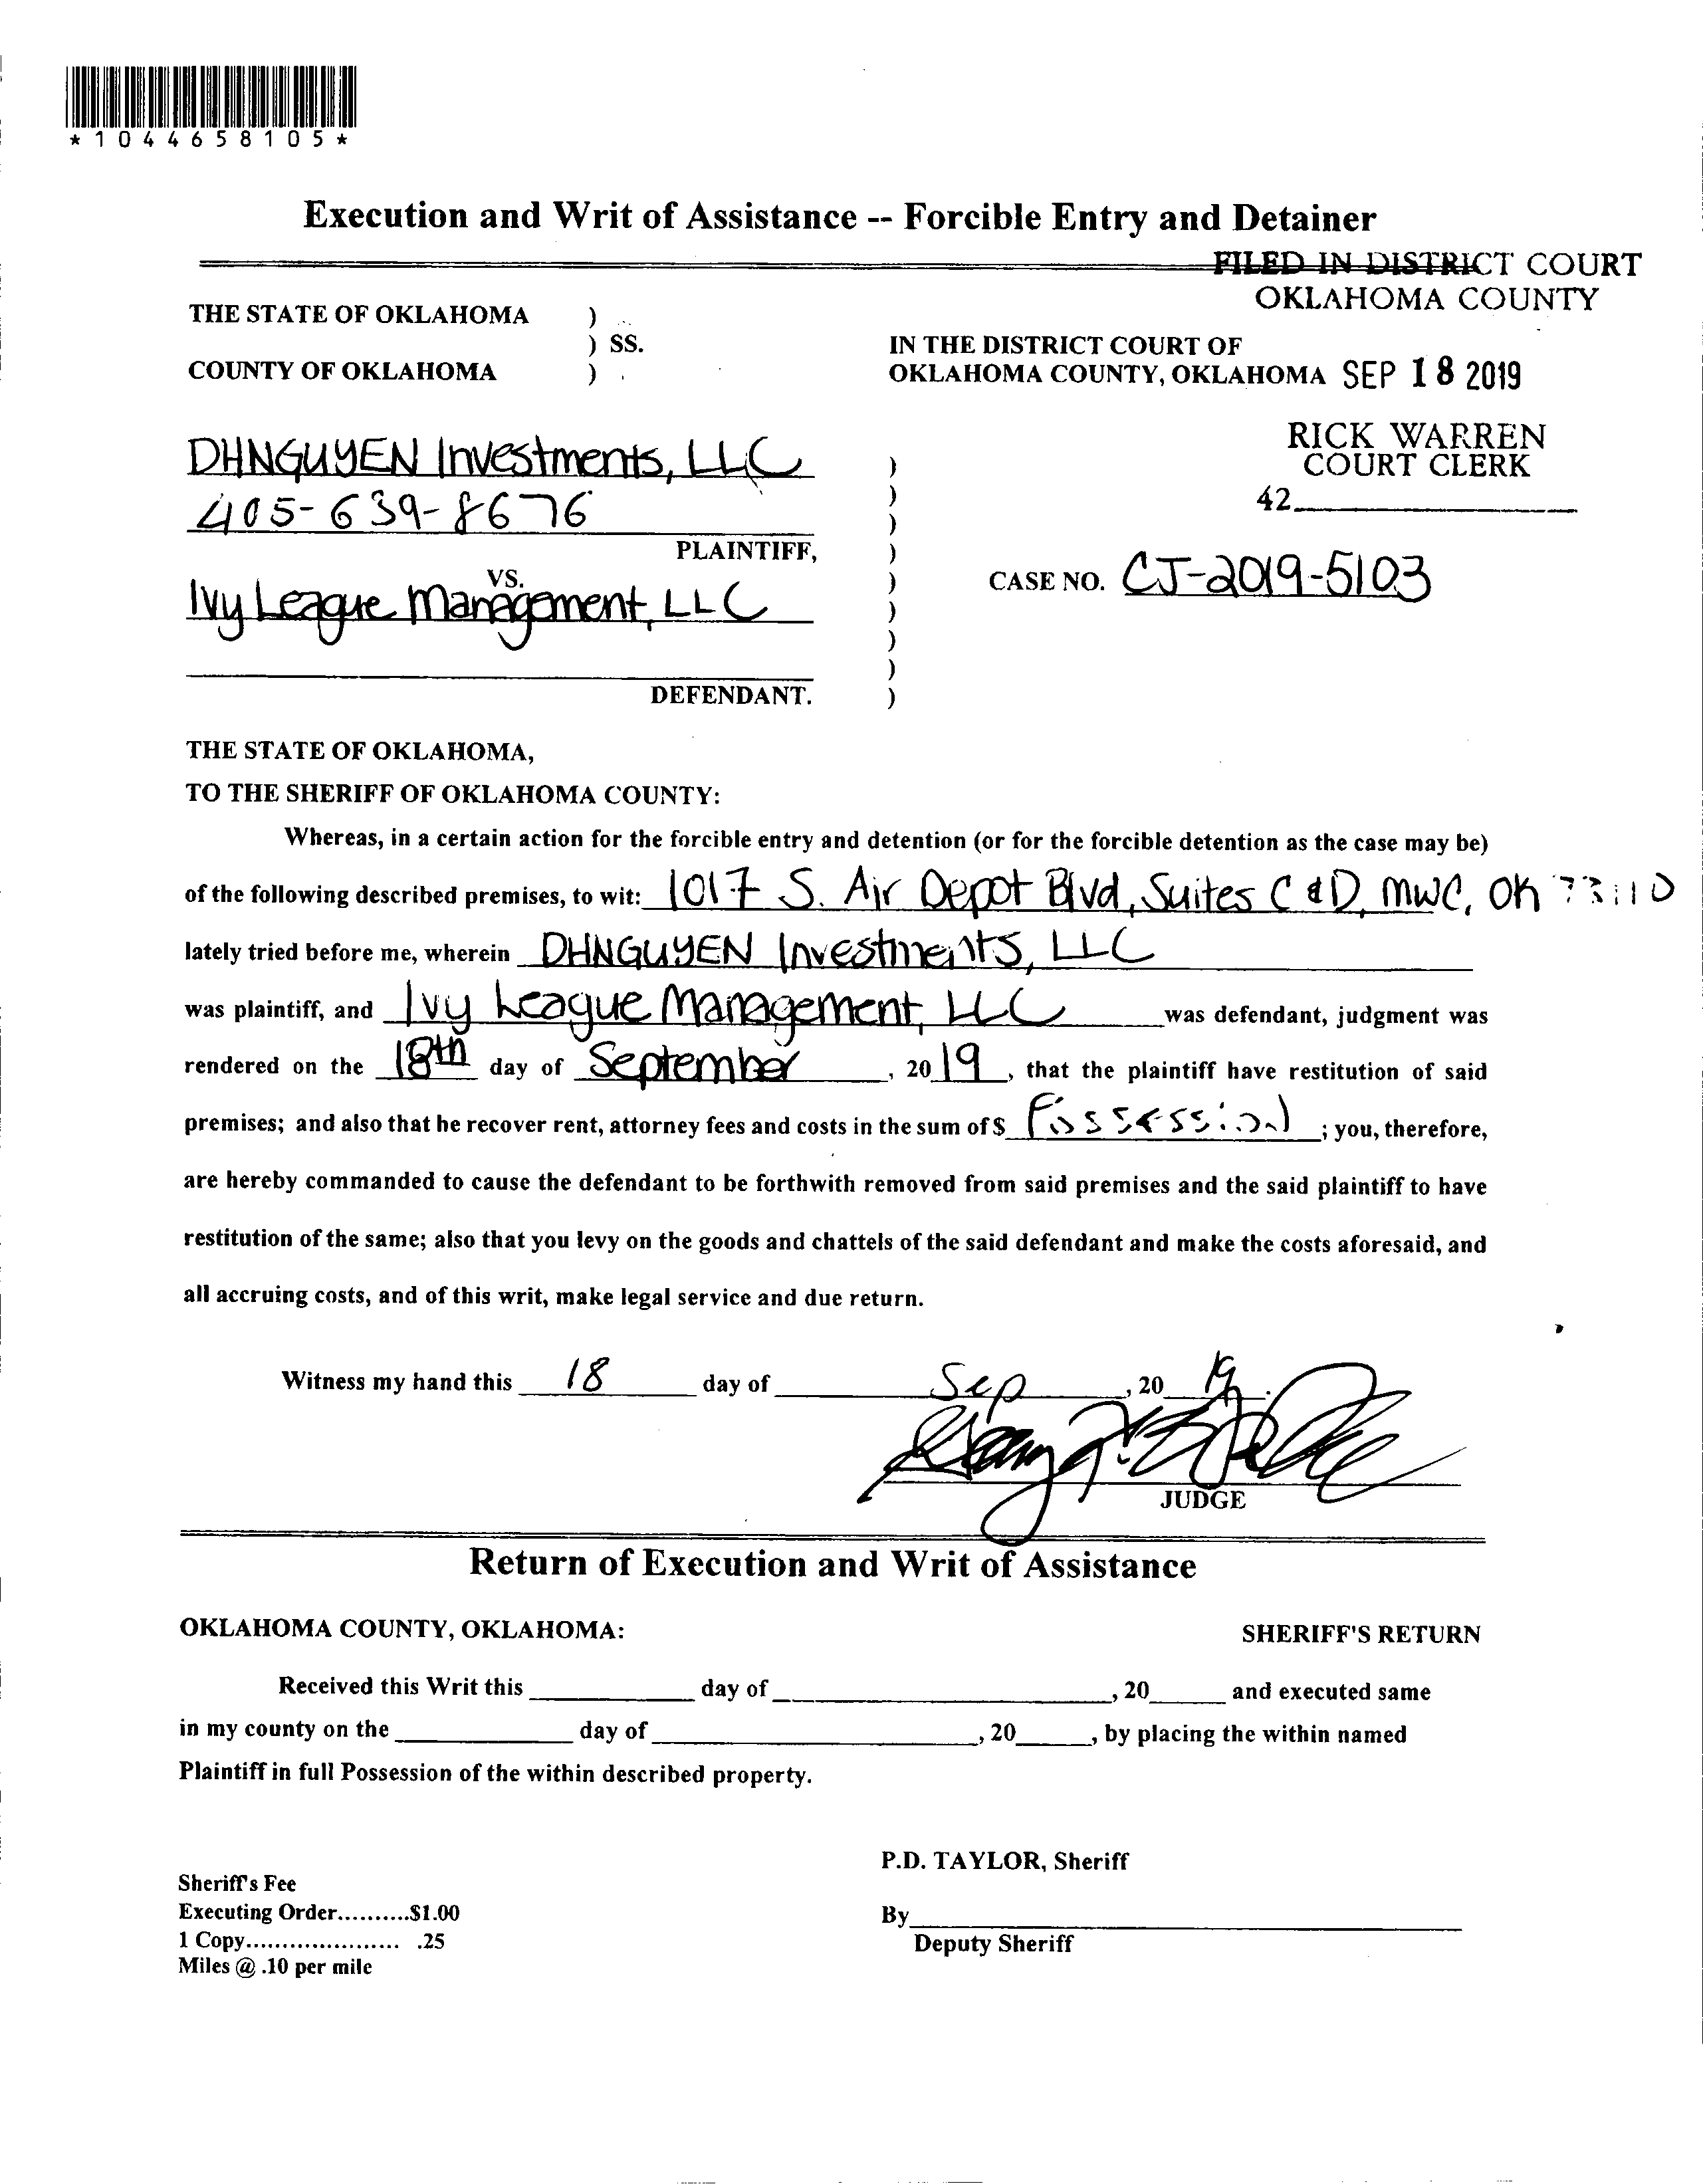 *1044658105*
Execution and Writ of Assistance -- Forcible Entry and Detainer
FILED IN DISTRICT COURT
OKLAHOMA COUNTY
THE STATE OF OKLAHOMA )
) SS.
COUNTY OF OKLAHOMA )
IN THE DISTRICT COURT OF
OKLAHOMA COUNTY, OKLAHOMA SEP 18 2019
RICK WARREN
COURT CLERK
42
DHNGUYEN Investments, LLC )
405-639-8676 )
)
PLAINTIFF, )
VS. ) CASE NO. CJ-2019-5103
Ivy League Management, LLC )
)
)
DEFENDANT. )
THE STATE OF OKLAHOMA,
TO THE SHERIFF OF OKLAHOMA COUNTY:
Whereas, in a certain action for the forcible entry and detention (or for the forcible detention as the case may be)
of the following described premises, to wit: 1017 S. Air Depot Blvd, Suites C & D, MWC, OK 73110
lately tried before me, wherein DHNGUYEN Investments, LLC
was plaintiff, and Ivy League Management, LLC was defendant, judgment was
rendered on the 18th day of September, 2019, that the plaintiff have restitution of said
premises; and also that he recover rent, attorney fees and costs in the sum of $ Possession; you, therefore,
are hereby commanded to cause the defendant to be forthwith removed from said premises and the said plaintiff to have
restitution of the same; also that you levy on the goods and chattels of the said defendant and make the costs aforesaid, and
all accruing costs, and of this writ, make legal service and due return.
Witness my hand this 18 day of Sep, 20 19.
JUDGE
Return of Execution and Writ of Assistance
OKLAHOMA COUNTY, OKLAHOMA: SHERIFF'S RETURN
Received this Writ this ____ day of ____, 20____ and executed same
in my county on the ____ day of ____, 20____, by placing the within named
Plaintiff in full Possession of the within described property.
P.D. TAYLOR, Sheriff
Sheriff's Fee
Executing Order..........$1.00
By____
1 Copy..................... .25
Deputy Sheriff
Miles @ .10 per mile